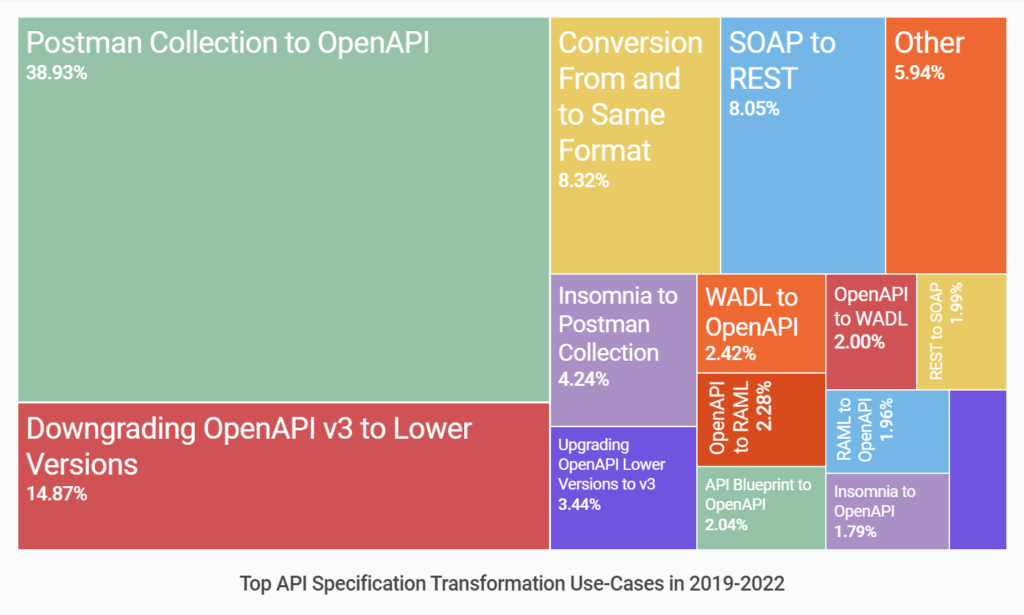 Postman Collection to OpenAPI
38.93%
Downgrading OpenAPI v3 to Lower
Versions
14.87%
Conversion
From and
to Same
Format
8.32%
SOAP to
REST
8.05%
Other
5.94%
Insomnia to
Postman
Collection
4.24%
Upgrading
OpenAPI Lower
Versions to v3
3.44%
WADL to
OpenAPI
2.42%
OpenAPI
to RAML
2.28%
API Blueprint to
OpenAPI
2.04%
OpenAPI
to WADL
2.00%
REST to SOAP
1.99%
RAML to
OpenAPI
1.96%
Insomnia to
OpenAPI
1.79%
Top API Specification Transformation Use-Cases in 2019-2022